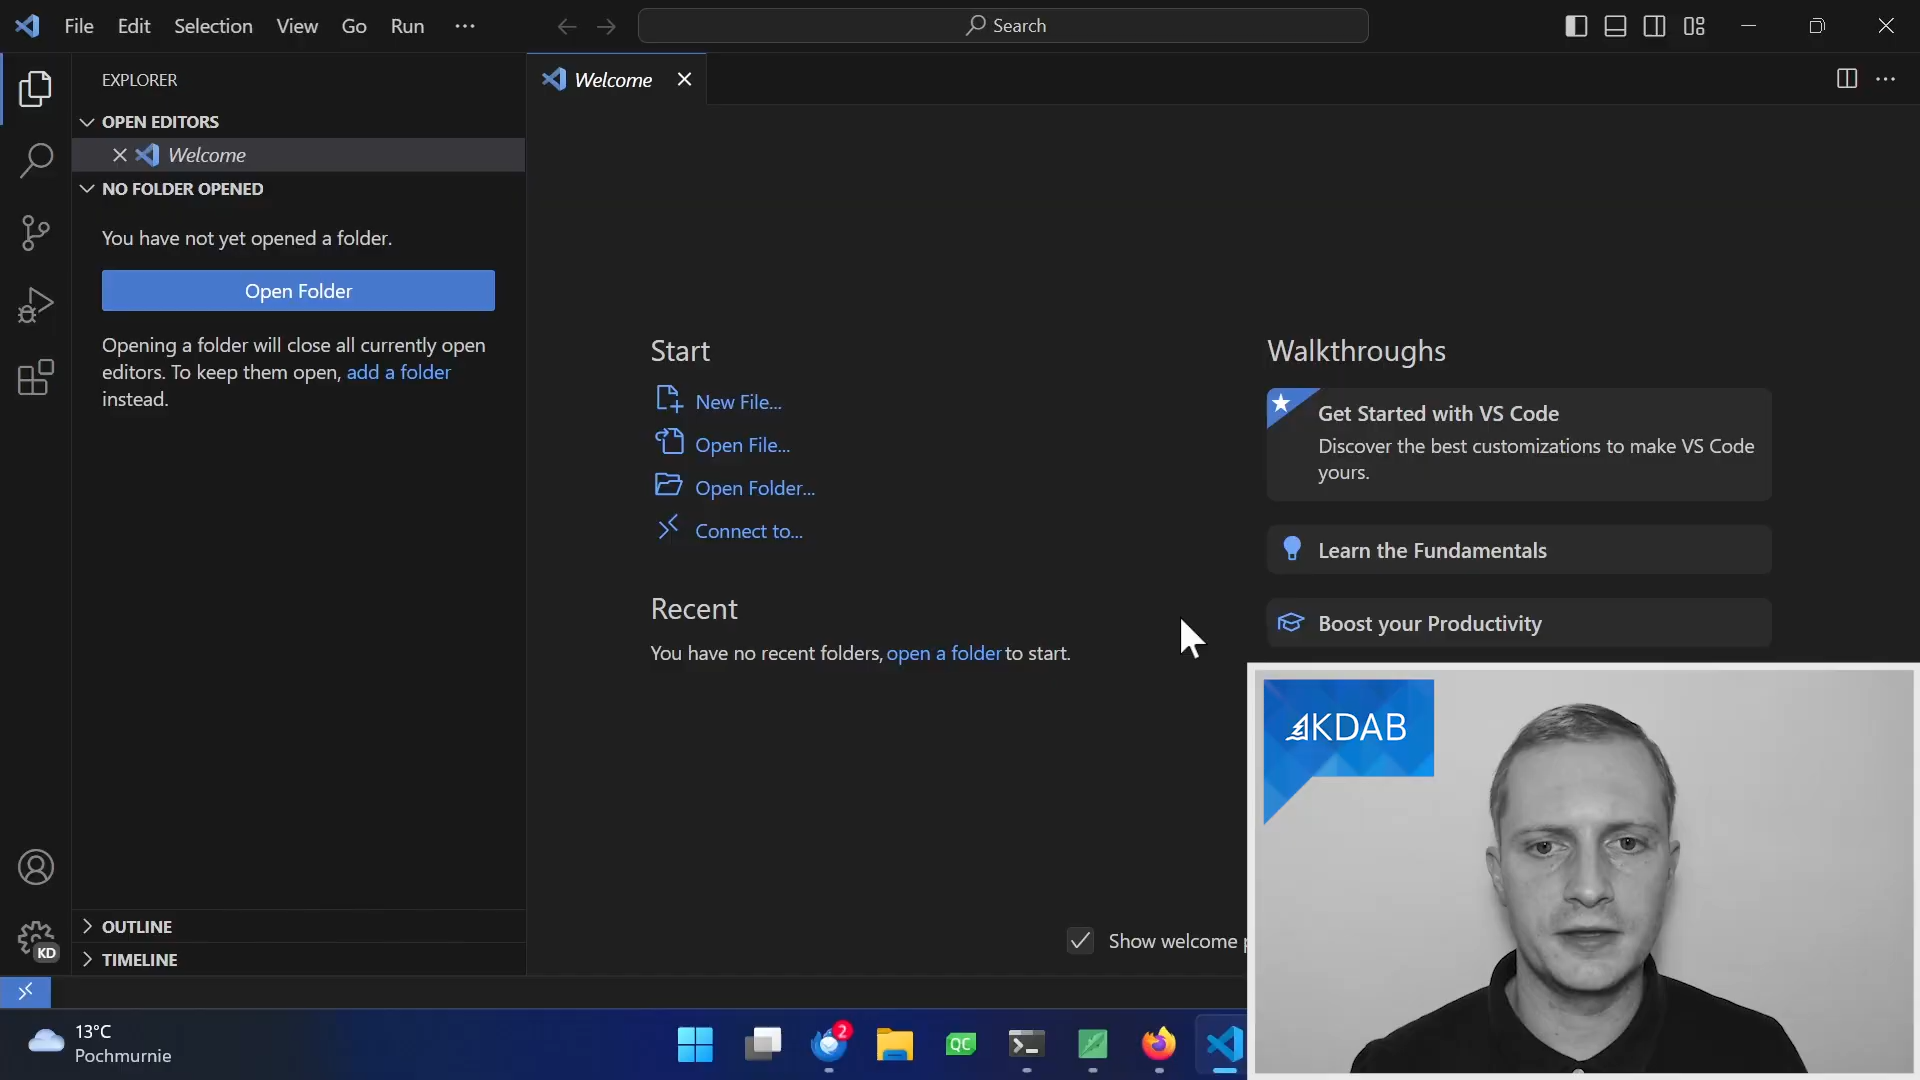 File Edit Selection View Go Run ···
Search
EXPLORER
Welcome
OPEN EDITORS
Welcome
NO FOLDER OPENED
You have not yet opened a folder.
Open Folder
Opening a folder will close all currently open
editors. To keep them open, add a folder
instead.
Start
New File...
Open File...
Open Folder...
Connect to...
Recent
You have no recent folders, open a folder to start.
Walkthroughs
Get Started with VS Code
Discover the best customizations to make VS Code
yours.
Learn the Fundamentals
Boost your Productivity
KDAB
Show welcome
OUTLINE
KD
TIMELINE
13°C
Pochmurnie
2
QC